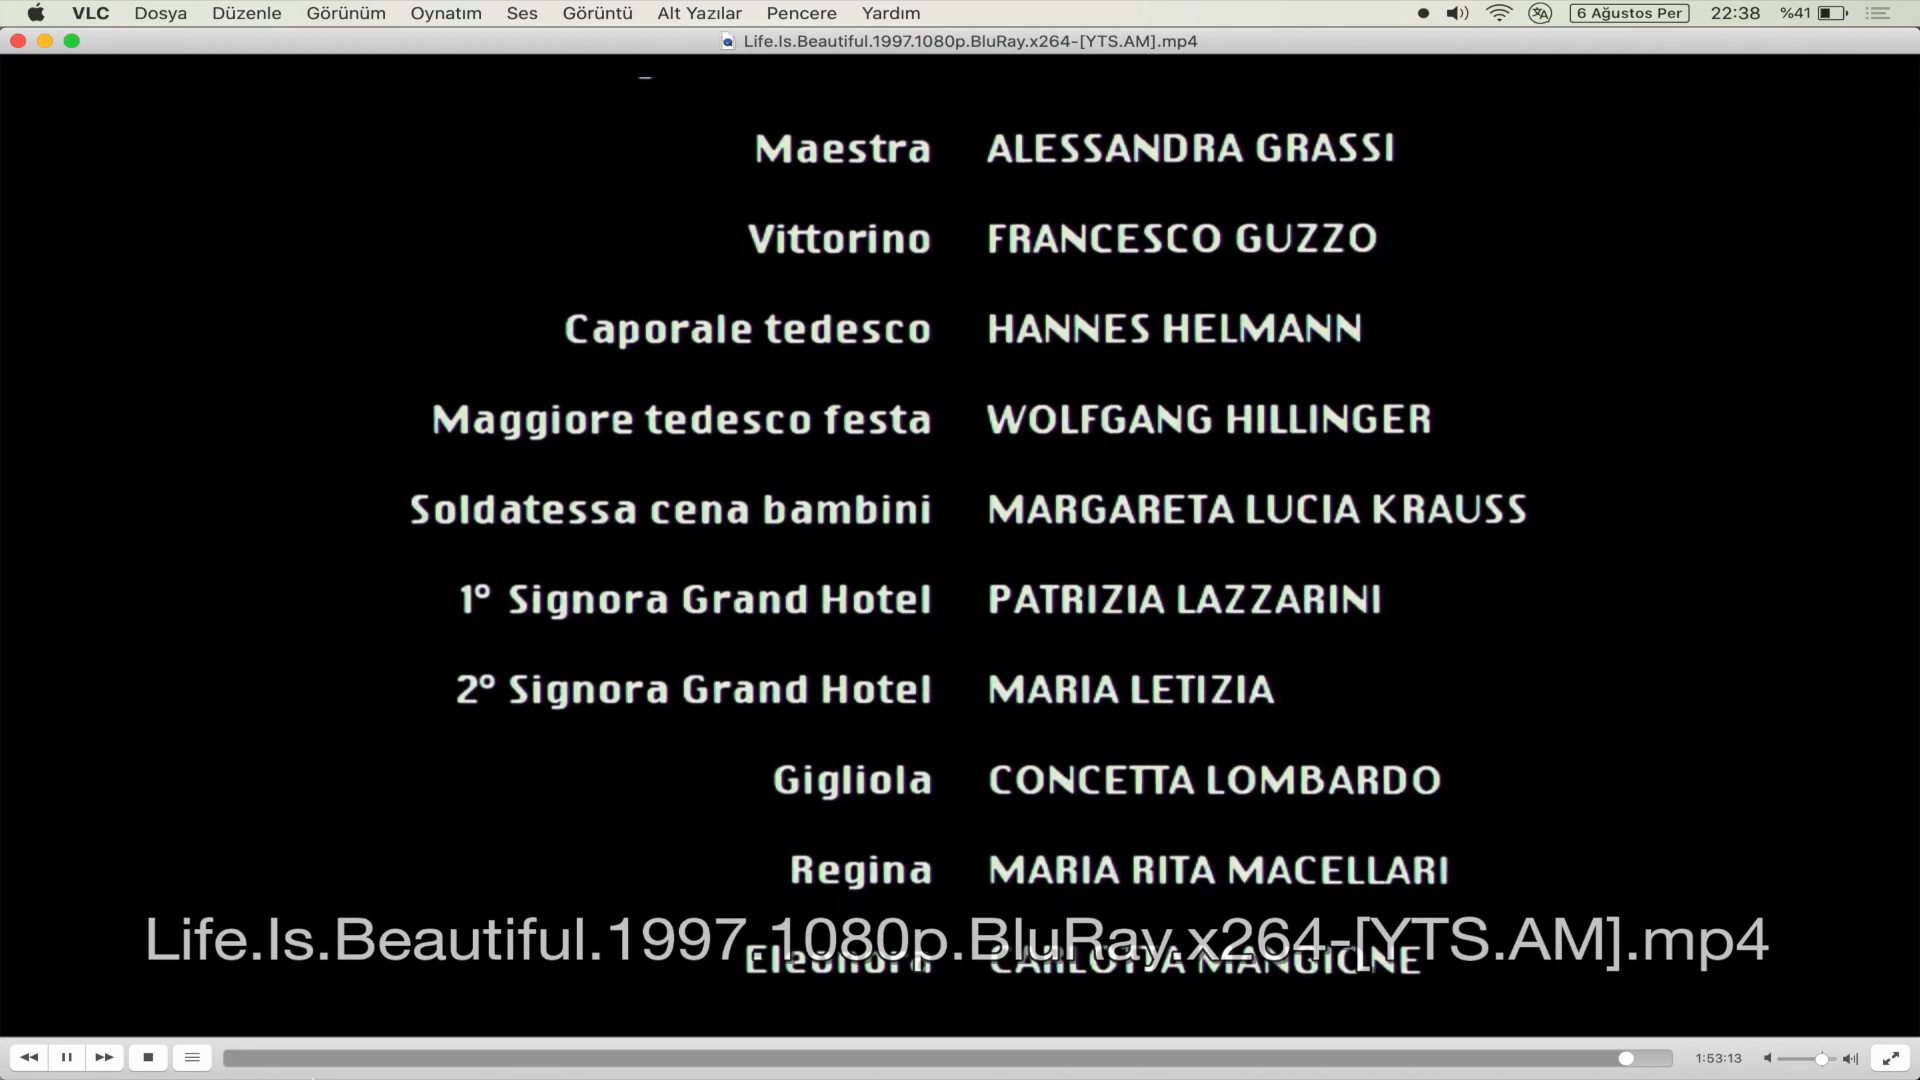 VLC Dosya Düzenle Görünüm Oynatım Ses Görüntü Alt Yazılar Pencere Yardım 6 Ağustos Per 22:38 %41
Life.Is.Beautiful.1997.1080p.BluRay.x264-[YTS.AM].mp4
Maestra ALESSANDRA GRASSI
Vittorino FRANCESCO GUZZO
Caporale tedesco HANNES HELMANN
Maggiore tedesco festa WOLFGANG HILLINGER
Soldatessa cena bambini MARGARETA LUCIA KRAUSS
1° Signora Grand Hotel PATRIZIA LAZZARINI
2° Signora Grand Hotel MARIA LETIZIA
Gigliola CONCETTA LOMBARDO
Regina MARIA RITA MACELLARI
Life.Is.Beautiful.1997.1080p.BluRay.x264-[YTS.AM].mp4
Eleonora CARLOTTA MANGIONE
1:53:13